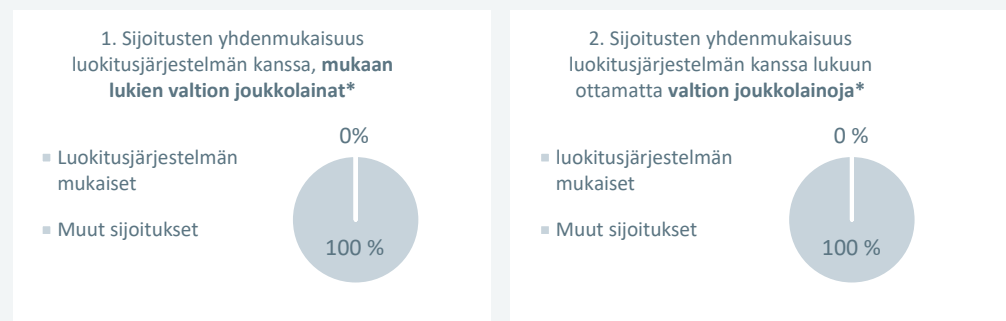 1. Sijoitusten yhdenmukaisuus
luokitusjärjestelmän kanssa, mukaan
lukien valtion joukkolainat*
0%
Luokitusjärjestelmän
mukaiset
Muut sijoitukset
100 %
2. Sijoitusten yhdenmukaisuus
luokitusjärjestelmän kanssa lukuun
ottamatta valtion joukkolainoja*
0 %
luokitusjärjestelmän
mukaiset
Muut sijoitukset
100 %